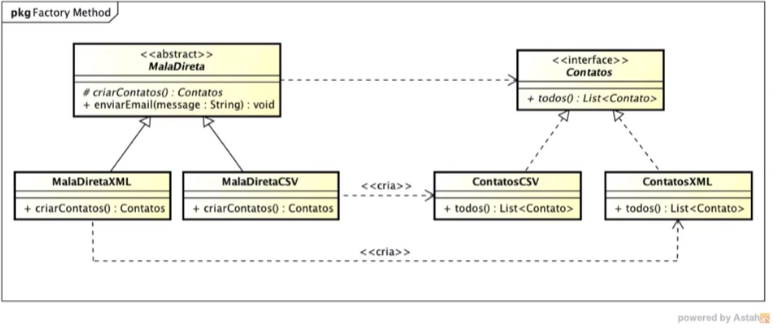 pkg Factory Method
<<abstract>>
MalaDireta
# criarContatos() : Contatos
+ enviarEmail(message : String) : void
<<interface>>
Contatos
+ todos() : List<Contato>
MalaDiretaXML
+ criarContatos() : Contatos
MalaDiretaCSV
+ criarContatos() : Contatos
<<cria>>
ContatosCSV
+ todos() : List<Contato>
ContatosXML
+ todos() : List<Contato>
<<cria>>
powered by Astah